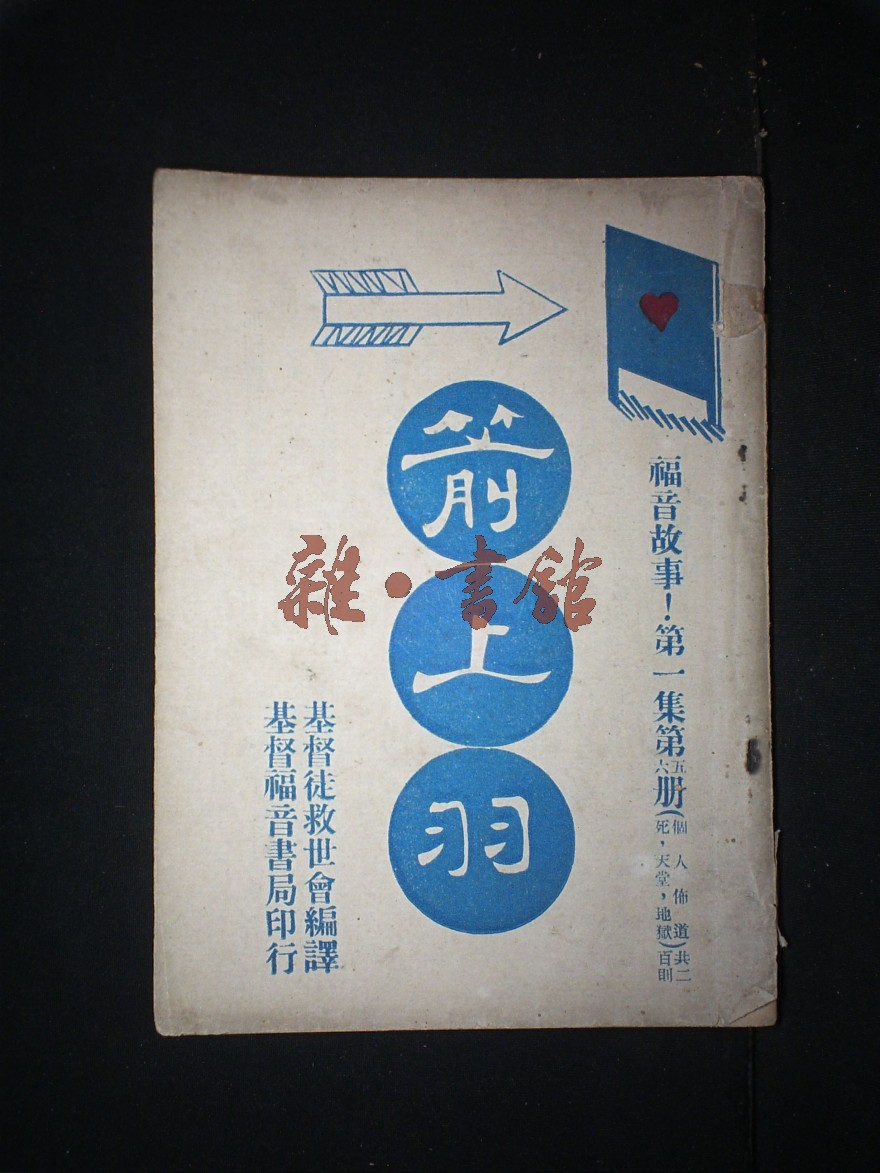 福音故事！第一集第五六册（個人佈道死，天堂，地獄）共二百則
箭上羽
基督徒救世會編譯
基督福音書局印行
雜·書館